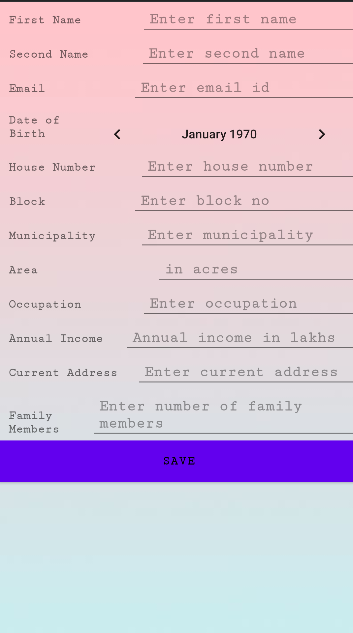 First Name Enter first name
Second Name Enter second name
Email Enter email id
Date of
Birth
January 1970
House Number Enter house number
Block Enter block no
Municipality Enter municipality
Area in acres
Occupation Enter occupation
Annual Income Annual income in lakhs
Current Address Enter current address
Family
Members
Enter number of family
members
SAVE